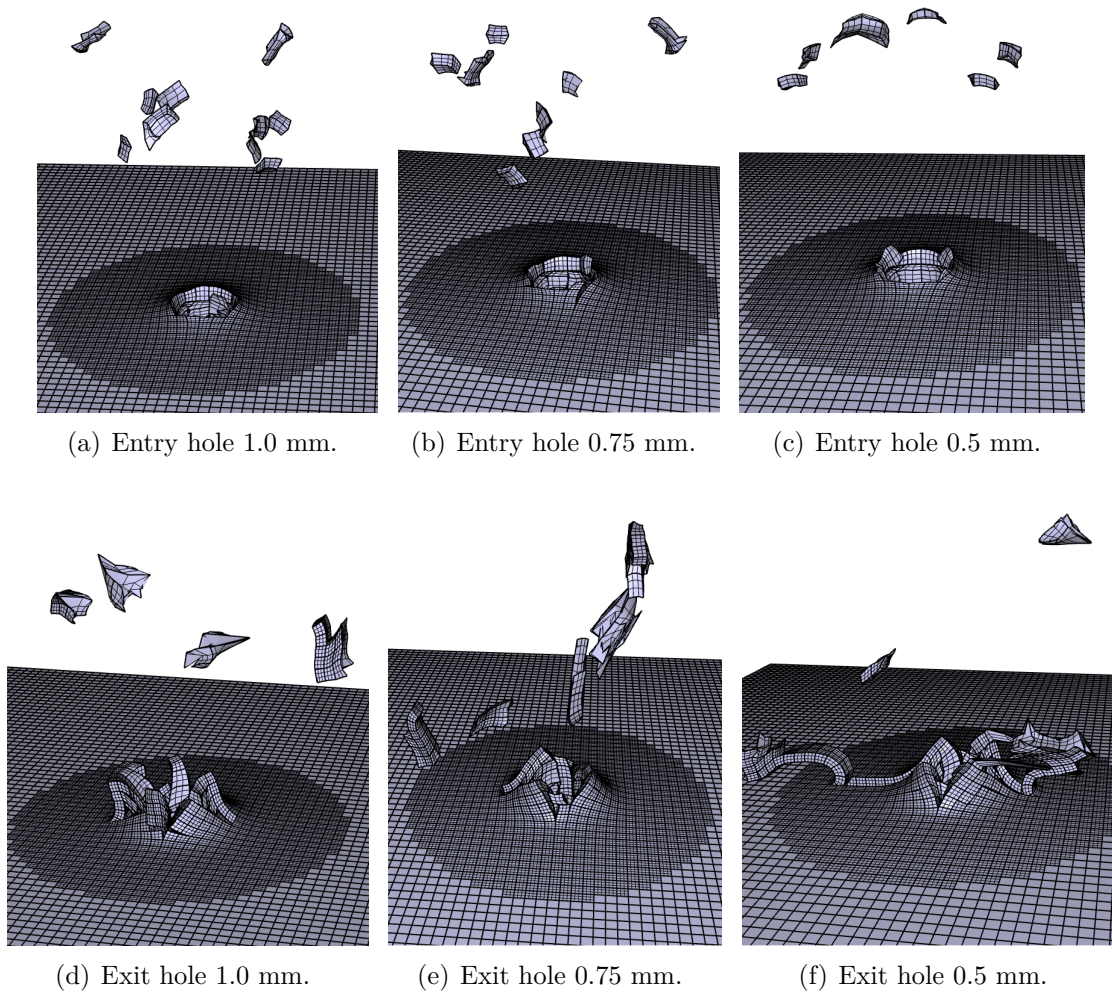 (a) Entry hole 1.0 mm.
(b) Entry hole 0.75 mm.
(c) Entry hole 0.5 mm.
(d) Exit hole 1.0 mm.
(e) Exit hole 0.75 mm.
(f) Exit hole 0.5 mm.